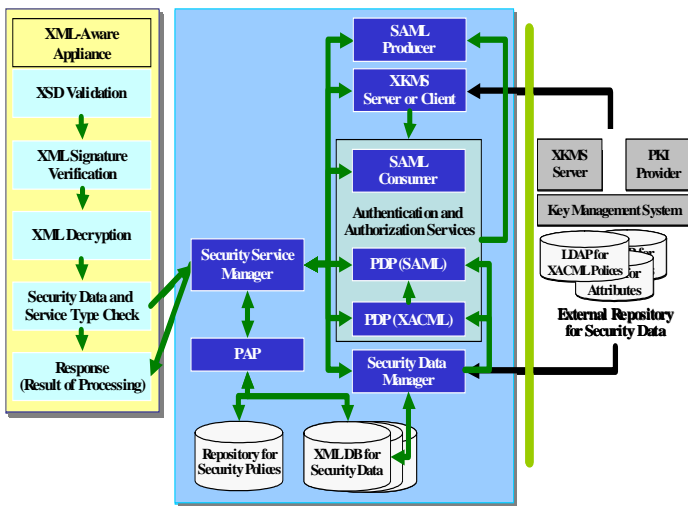 XML-Aware
Appliance
XSD Validation
XML Signature
Verification
XML Decryption
Security Data and
Service Type Check
Response
(Result of Processing)
Security Service
Manager
PAP
Repository for
Security Polices
XML DB for
Security Data
SAML
Producer
XKMS
Server or Client
SAML
Consumer
Authentication and
Authorization Services
PDP (SAML)
PDP (XACML)
Security Data
Manager
XKMS
Server
PKI
Provider
Key Management System
LDAP for
XACML Polices
for
Attributes
External Repository
for Security Data